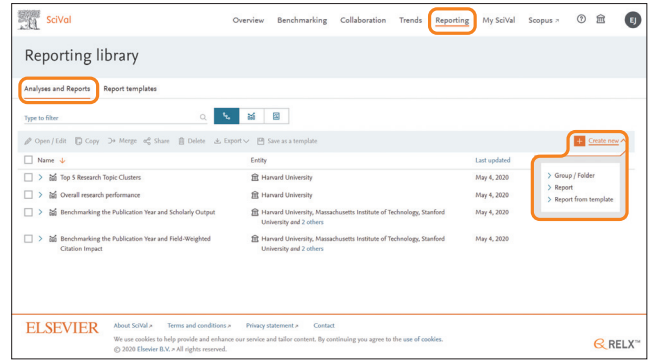 SciVal
Overview Benchmarking Collaboration Trends Reporting My SciVal Scopus ↗ ? EJ
Reporting library
Analyses and Reports Report templates
Type to filter
Open / Edit Copy Merge Share Delete Export Save as a template + Create new
Name ↓ Entity Last updated
> Top 5 Research Topic Clusters Harvard University May 4, 2020
> Overall research performance Harvard University May 4, 2020
> Benchmarking the Publication Year and Scholarly Output Harvard University, Massachusetts Institute of Technology, Stanford May 4, 2020
University and 2 others
> Benchmarking the Publication Year and Field-Weighted Harvard University, Massachusetts Institute of Technology, Stanford May 4, 2020
Citation Impact University and 2 others
> Group / Folder
> Report
> Report from template
ELSEVIER
About SciVal ↗ Terms and conditions ↗ Privacy statement ↗ Contact
We use cookies to help provide and enhance our service and tailor content. By continuing you agree to the use of cookies.
© 2020 Elsevier B.V. ↗ All rights reserved.
RELX™